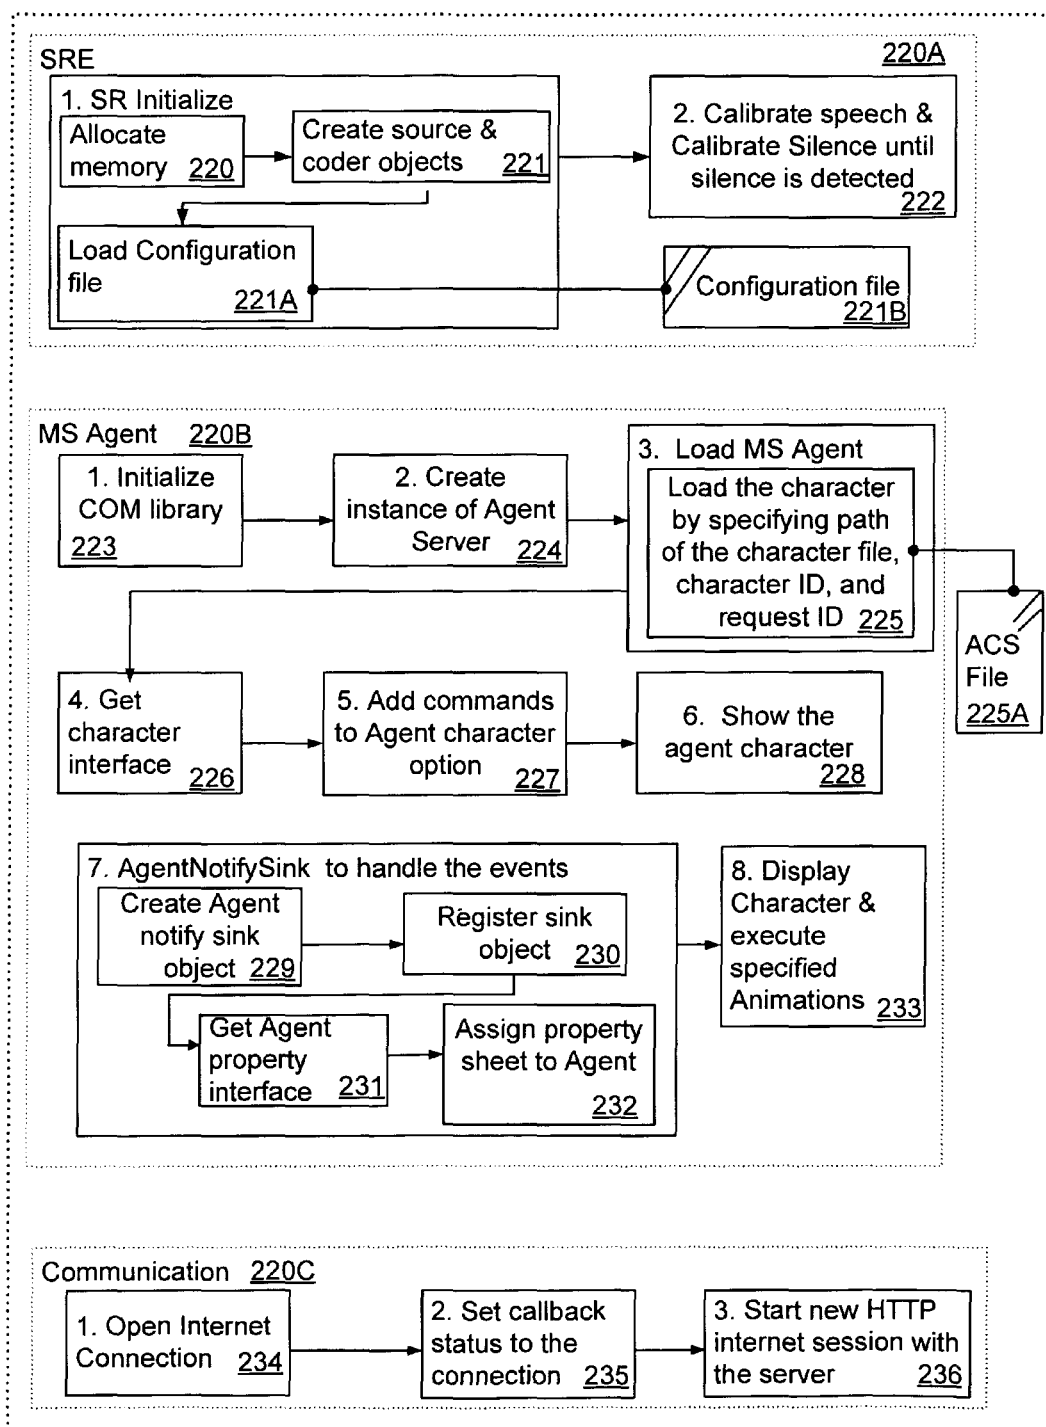 SRE
220A
1. SR Initialize
Allocate
memory 220
Create source &
coder objects 221
2. Calibrate speech &
Calibrate Silence until
silence is detected
222
Load Configuration
file
221A
Configuration file
221B
MS Agent 220B
1. Initialize
COM library
223
2. Create
instance of Agent
Server 224
3. Load MS Agent
Load the character
by specifying path
of the character file,
character ID, and
request ID 225
ACS
File
225A
4. Get
character
interface 226
5. Add commands
to Agent character
option 227
6. Show the
agent character
228
7. AgentNotifySink to handle the events
Create Agent
notify sink
object 229
Register sink
object 230
Get Agent
property
interface 231
Assign property
sheet to Agent
232
8. Display
Character &
execute
specified
Animations 233
Communication 220C
1. Open Internet
Connection 234
2. Set callback
status to the
connection 235
3. Start new HTTP
internet session with
the server 236